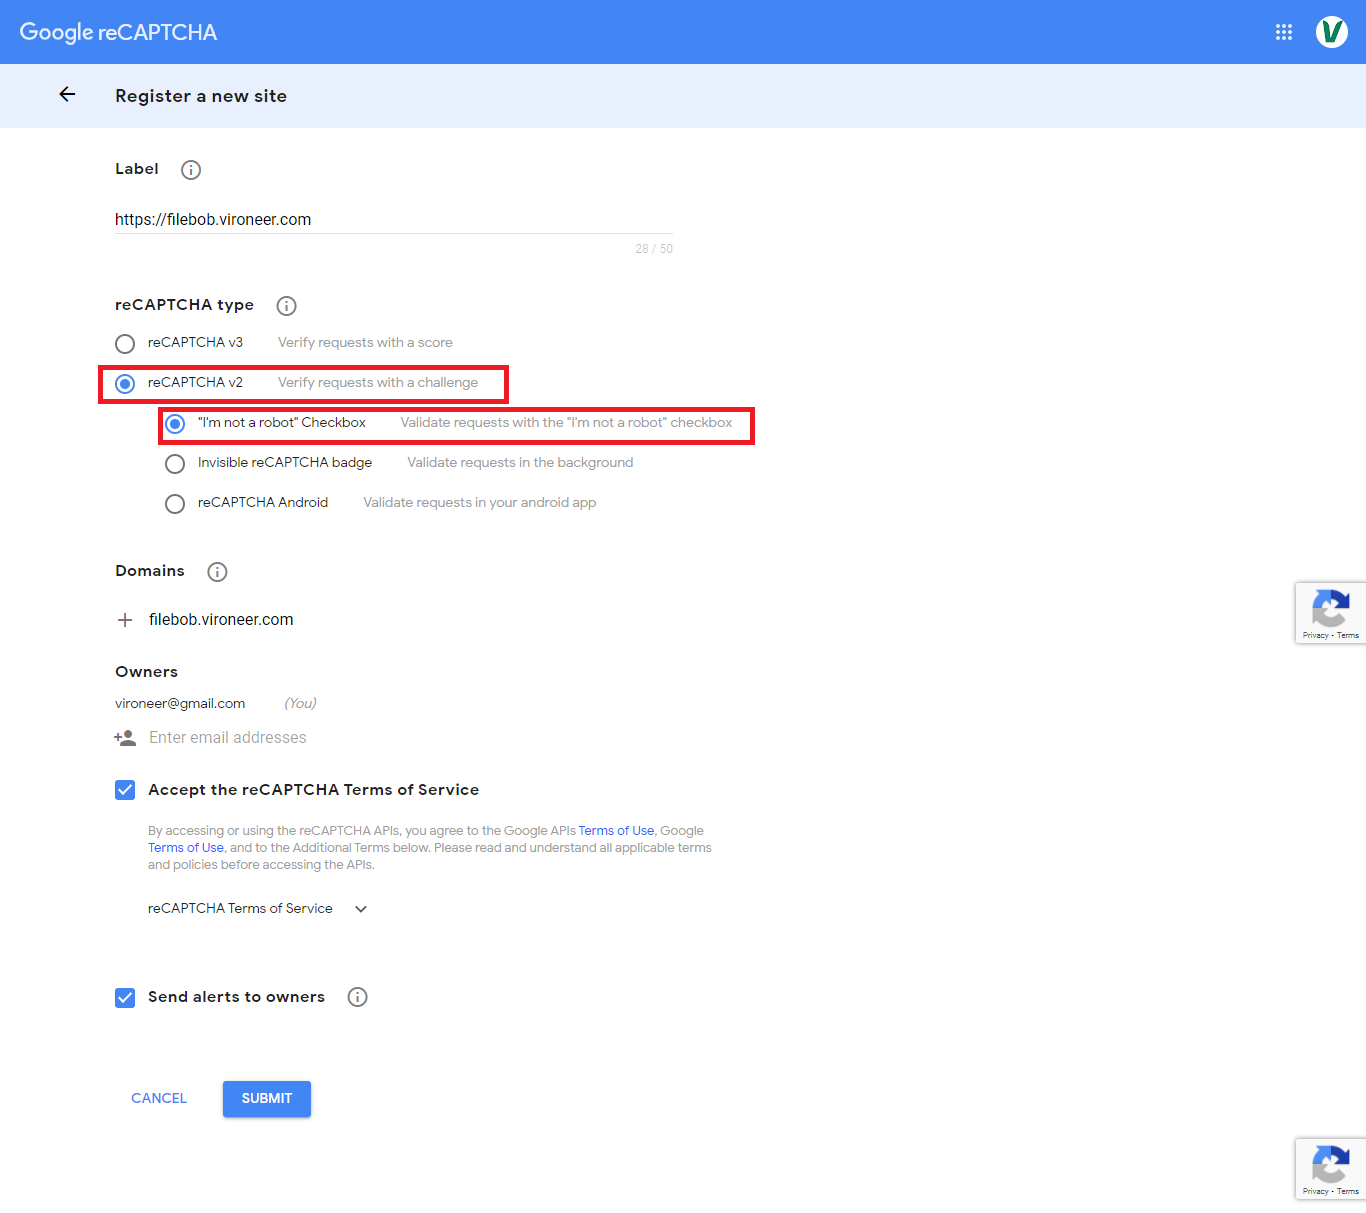 Google reCAPTCHA
V
Register a new site
Label
https://filebob.vironeer.com
28 / 50
reCAPTCHA type
reCAPTCHA v3 Verify requests with a score
reCAPTCHA v2 Verify requests with a challenge
"I'm not a robot" Checkbox Validate requests with the "I'm not a robot" checkbox
Invisible reCAPTCHA badge Validate requests in the background
reCAPTCHA Android Validate requests in your android app
Domains
filebob.vironeer.com
Privacy - Terms
Owners
vironeer@gmail.com (You)
Enter email addresses
Accept the reCAPTCHA Terms of Service
By accessing or using the reCAPTCHA APIs, you agree to the Google APIs Terms of Use, Google
Terms of Use, and to the Additional Terms below. Please read and understand all applicable terms
and policies before accessing the APIs.
reCAPTCHA Terms of Service
Send alerts to owners
CANCEL SUBMIT
Privacy - Terms